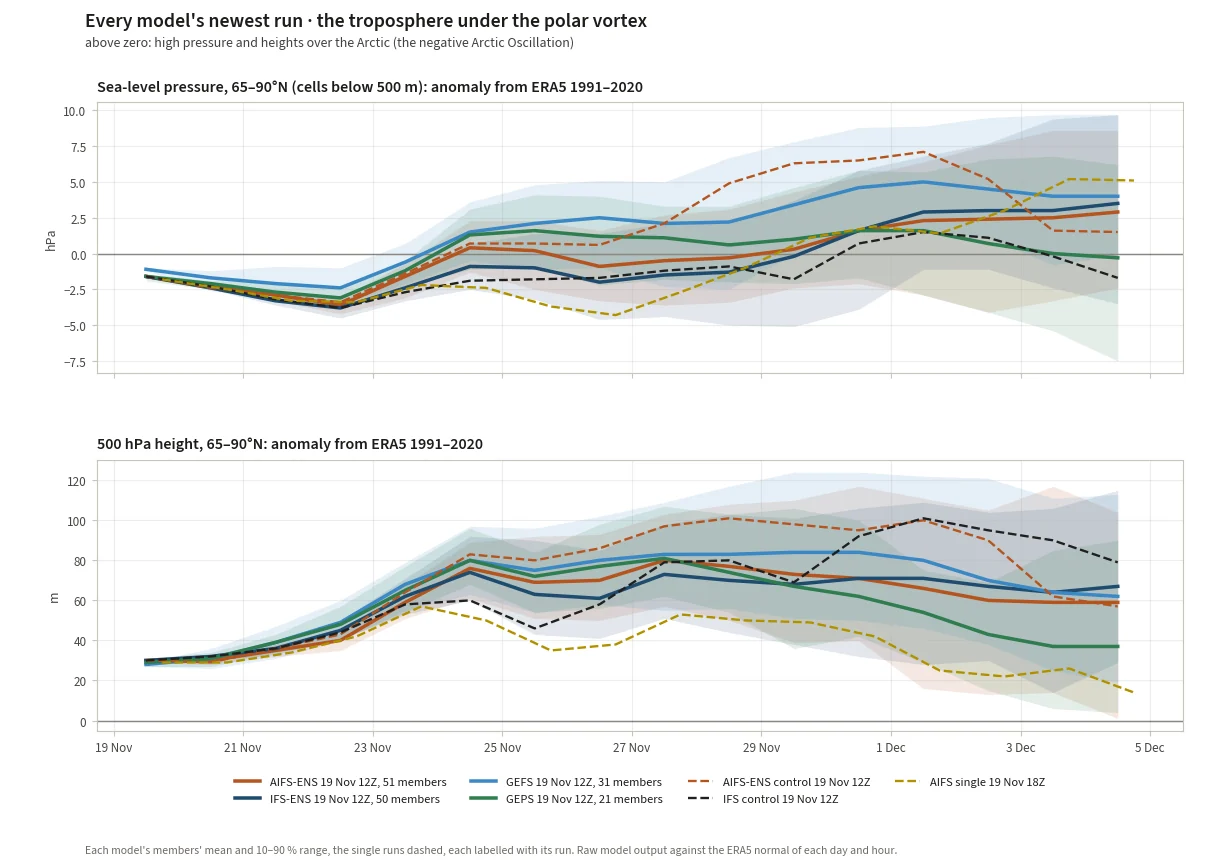 Every model's newest run · the troposphere under the polar vortex
above zero: high pressure and heights over the Arctic (the negative Arctic Oscillation)
Sea-level pressure, 65–90°N (cells below 500 m): anomaly from ERA5 1991–2020
10.0
7.5
5.0
2.5
0.0
−2.5
−5.0
−7.5
hPa
500 hPa height, 65–90°N: anomaly from ERA5 1991–2020
120
100
80
60
40
20
0
m
19 Nov 21 Nov 23 Nov 25 Nov 27 Nov 29 Nov 1 Dec 3 Dec 5 Dec
AIFS-ENS 19 Nov 12Z, 51 members GEFS 19 Nov 12Z, 31 members AIFS-ENS control 19 Nov 12Z AIFS single 19 Nov 18Z
IFS-ENS 19 Nov 12Z, 50 members GEPS 19 Nov 12Z, 21 members IFS control 19 Nov 12Z
Each model's members' mean and 10–90 % range, the single runs dashed, each labelled with its run. Raw model output against the ERA5 normal of each day and hour.